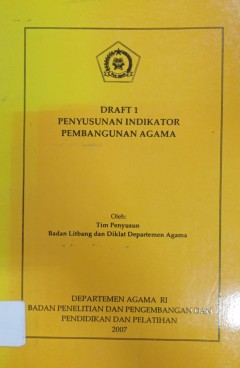 DRAFT 1
PENYUSUNAN INDIKATOR
PEMBANGUNAN AGAMA
Oleh:
Tim Penyusun
Badan Litbang dan Diklat Departemen Agama
DEPARTEMEN AGAMA RI
BADAN PENELITIAN DAN PENGEMBANGAN DAN
PENDIDIKAN DAN PELATIHAN
2007